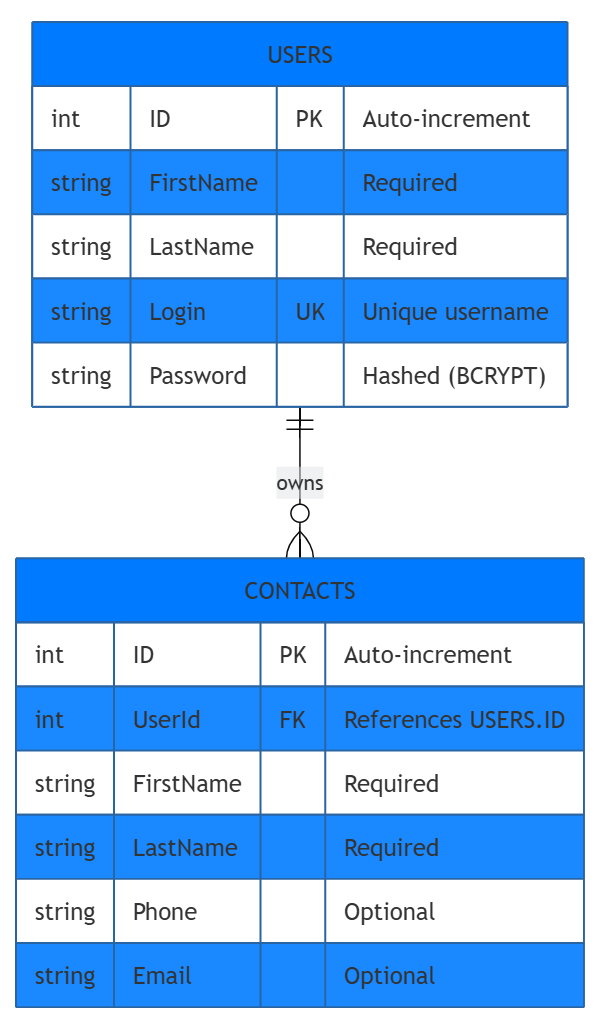 USERS
int ID PK Auto-increment
string FirstName Required
string LastName Required
string Login UK Unique username
string Password Hashed (BCRYPT)
owns
CONTACTS
int ID PK Auto-increment
int UserId FK References USERS.ID
string FirstName Required
string LastName Required
string Phone Optional
string Email Optional